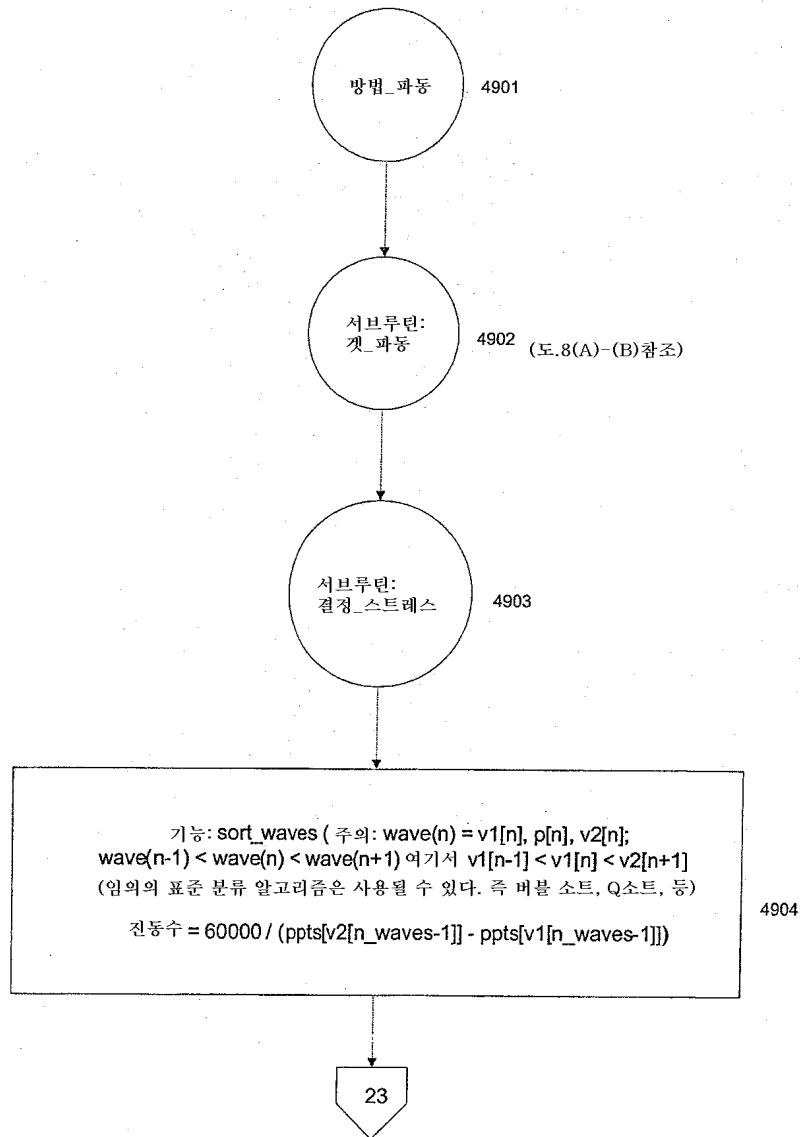 방법_파동
4901
서브루틴:
겟_파동
4902 (도.8(A)-(B)참조)
서브루틴:
결정_스트레스
4903
기능: sort_waves ( 주의: wave(n) = v1[n], p[n], v2[n];
wave(n-1) < wave(n) < wave(n+1) 여기서 v1[n-1] < v1[n] < v2[n+1]
(임의의 표준 분류 알고리즘은 사용될 수 있다. 즉 버블 소트, Q소트, 등)
진동수 = 60000 / (ppts[v2[n_waves-1]] - ppts[v1[n_waves-1]])
4904
23